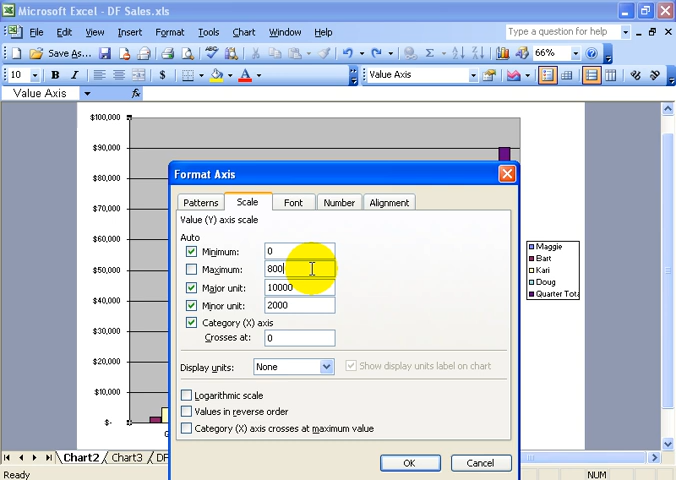 Microsoft Excel - DF Sales.xls
File Edit View Insert Format Tools Chart Window Help
Type a question for help
Save As...
66%
10
B I U $ A
Value Axis
Value Axis
fx
$100,000
$90,000
$80,000
$70,000
$60,000
$50,000
$40,000
$30,000
$20,000
$10,000
$-
Format Axis
Patterns Scale Font Number Alignment
Value (Y) axis scale
Auto
Minimum: 0
Maximum: 800
Major unit: 10000
Minor unit: 2000
Category (X) axis
Crosses at: 0
Display units: None
Show display units label on chart
Logarithmic scale
Values in reverse order
Category (X) axis crosses at maximum value
OK Cancel
Maggie
Bart
Kari
Doug
Quarter Tota
Chart2 Chart3 DF
Ready
NUM